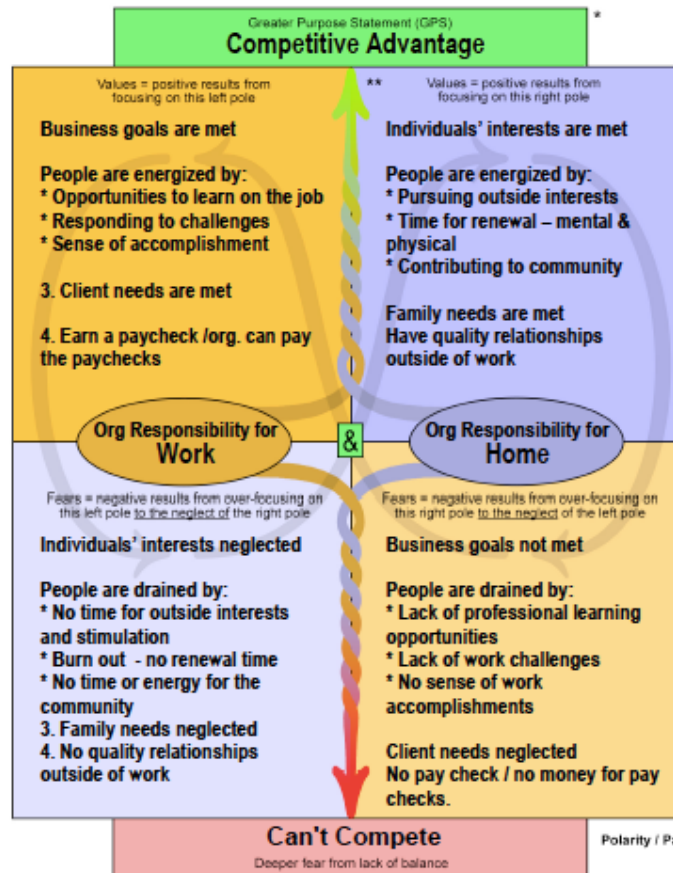 Greater Purpose Statement (GPS)
Competitive Advantage
*
Values = positive results from
focusing on this left pole
**
Values = positive results from
focusing on this right pole
Business goals are met
People are energized by:
* Opportunities to learn on the job
* Responding to challenges
* Sense of accomplishment
3. Client needs are met
4. Earn a paycheck /org. can pay
the paychecks
Individuals' interests are met
People are energized by:
* Pursuing outside interests
* Time for renewal – mental &
physical
* Contributing to community
Family needs are met
Have quality relationships
outside of work
Org Responsibility for
Work
&
Org Responsibility for
Home
Fears = negative results from over-focusing on
this left pole to the neglect of the right pole
Fears = negative results from over-focusing on
this right pole to the neglect of the left pole
Individuals' interests neglected
People are drained by:
* No time for outside interests
and stimulation
* Burn out - no renewal time
* No time or energy for the
community
3. Family needs neglected
4. No quality relationships
outside of work
Business goals not met
People are drained by:
* Lack of professional learning
opportunities
* Lack of work challenges
* No sense of work
accomplishments
Client needs neglected
No pay check / no money for pay
checks.
Can't Compete
Deeper fear from lack of balance
Polarity / Pa